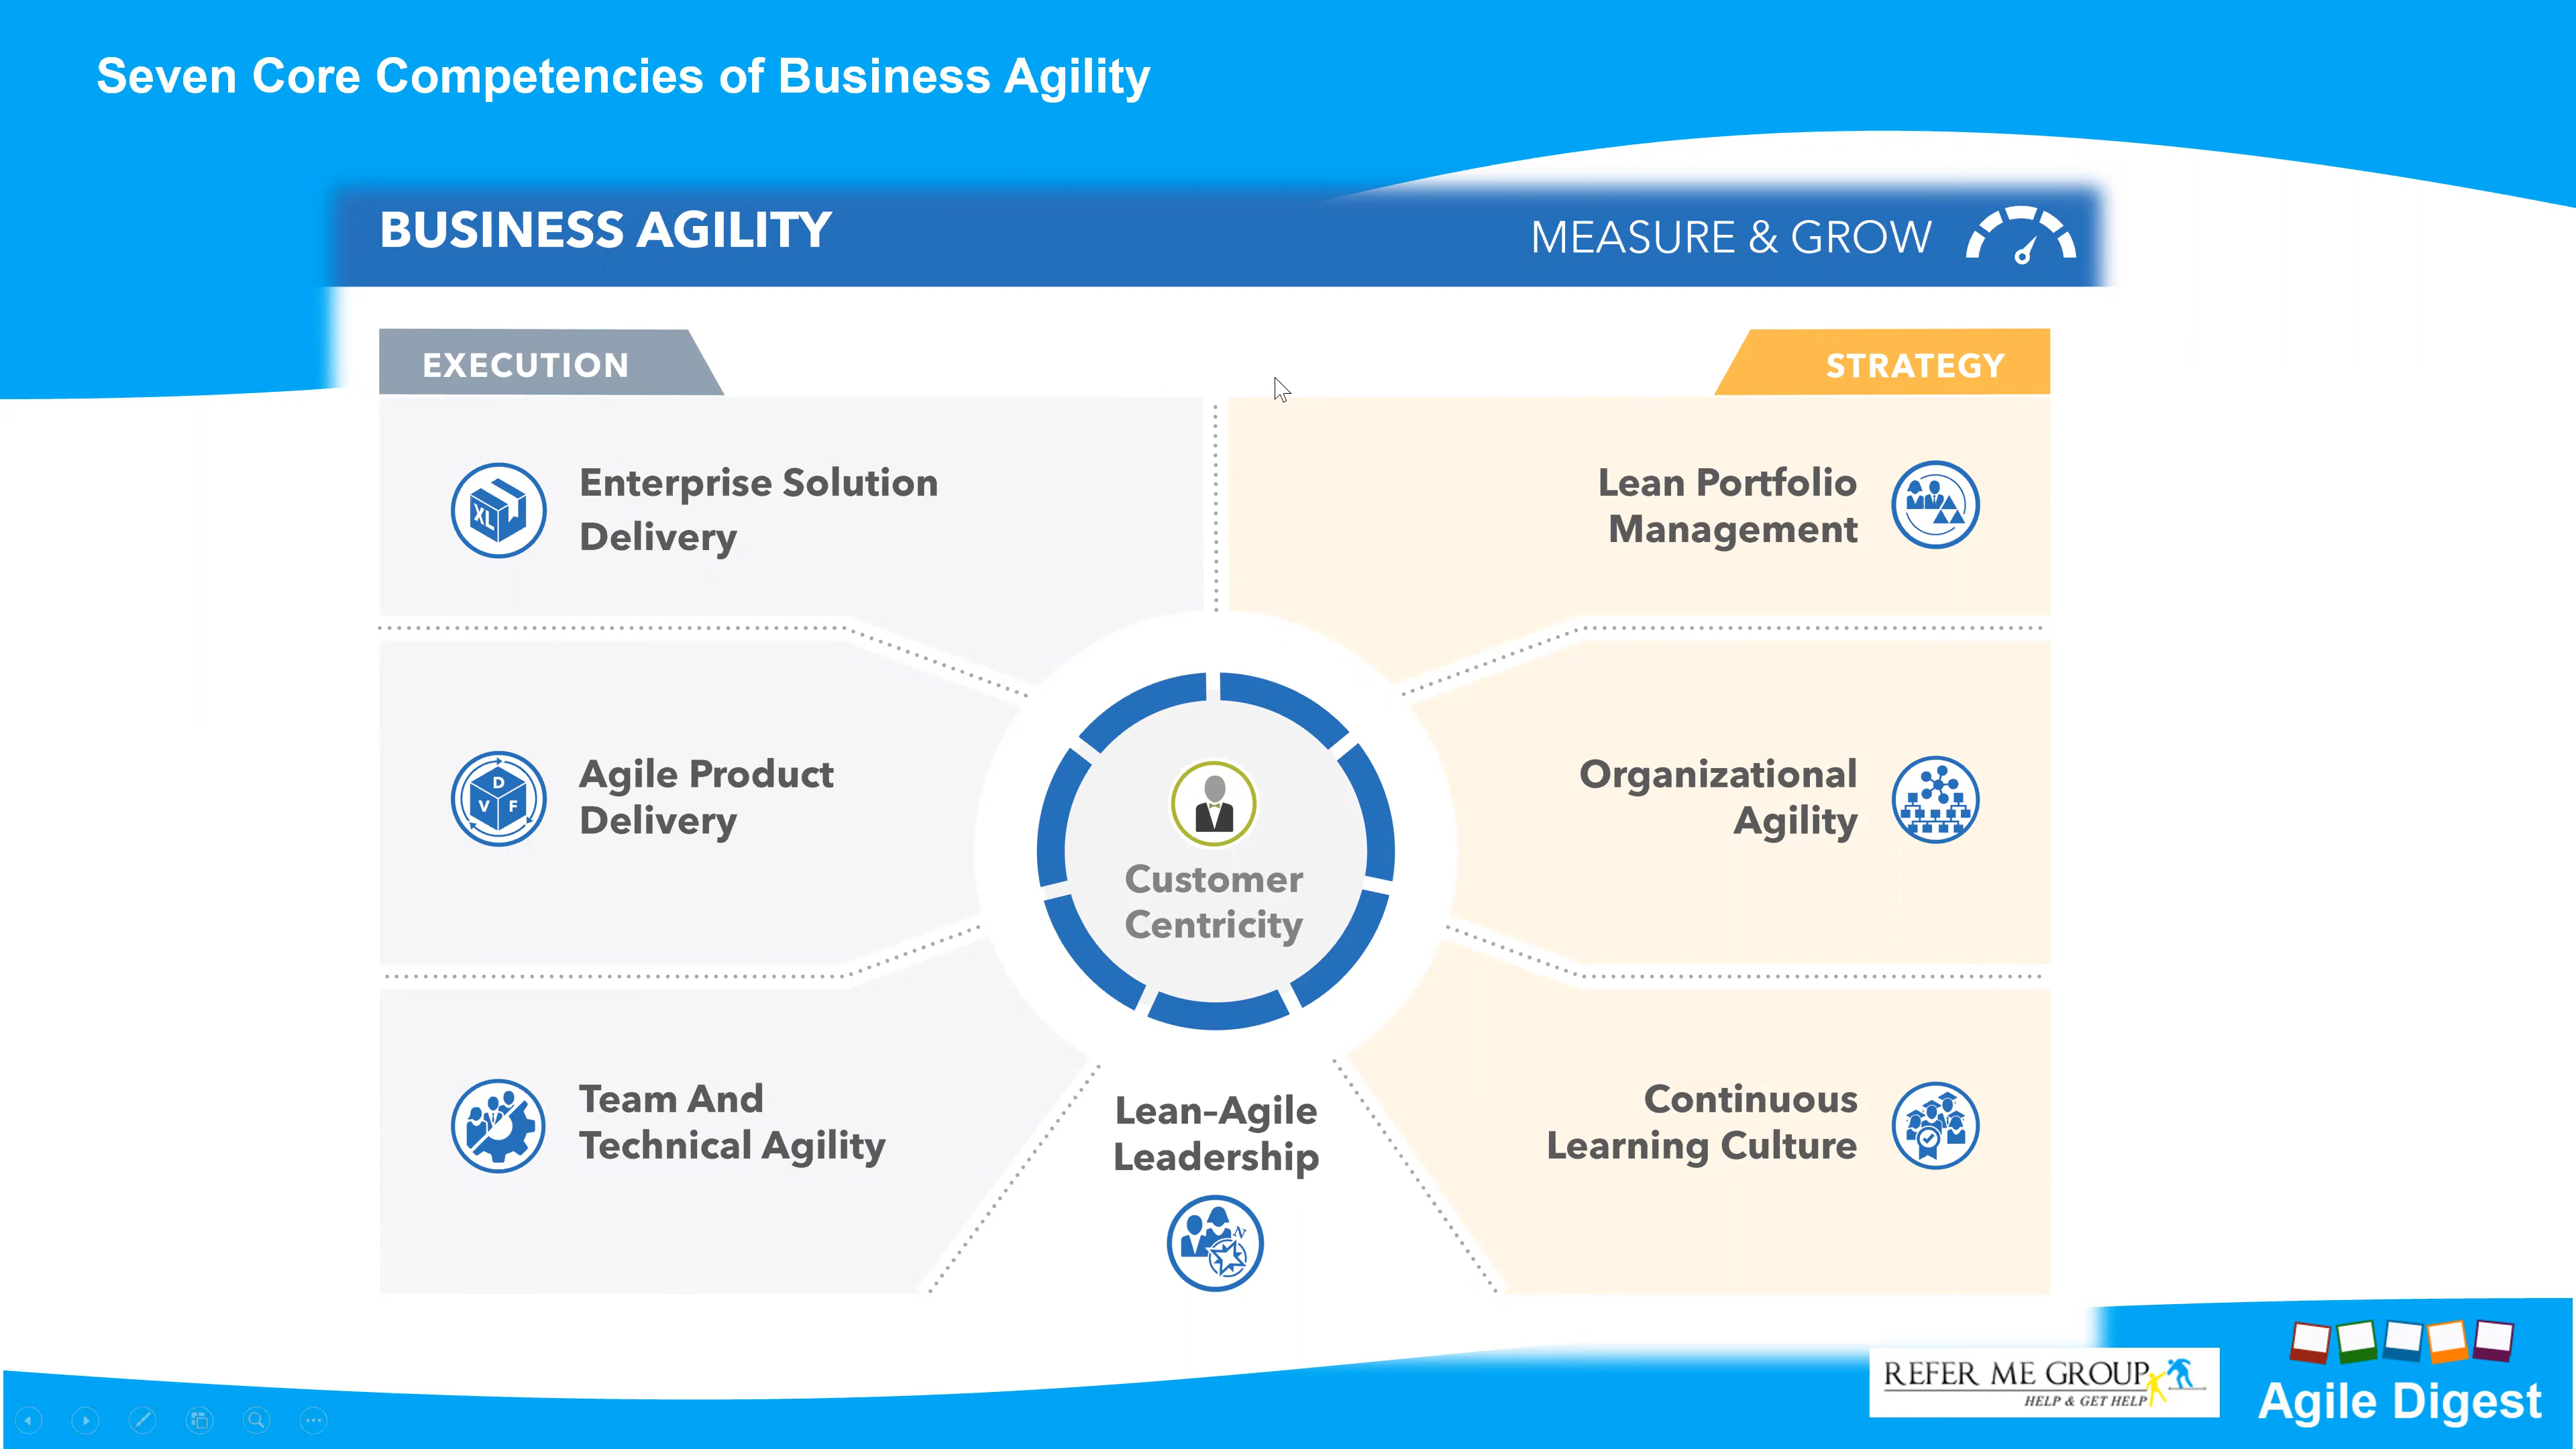 Seven Core Competencies of Business Agility
BUSINESS AGILITY
MEASURE & GROW
EXECUTION
STRATEGY
XL
Enterprise Solution
Delivery
Lean Portfolio
Management
D
V F
Agile Product
Delivery
Organizational
Agility
Customer
Centricity
Team And
Technical Agility
Continuous
Learning Culture
Lean-Agile
Leadership
N
REFER ME GROUP
HELP & GET HELP
Agile Digest